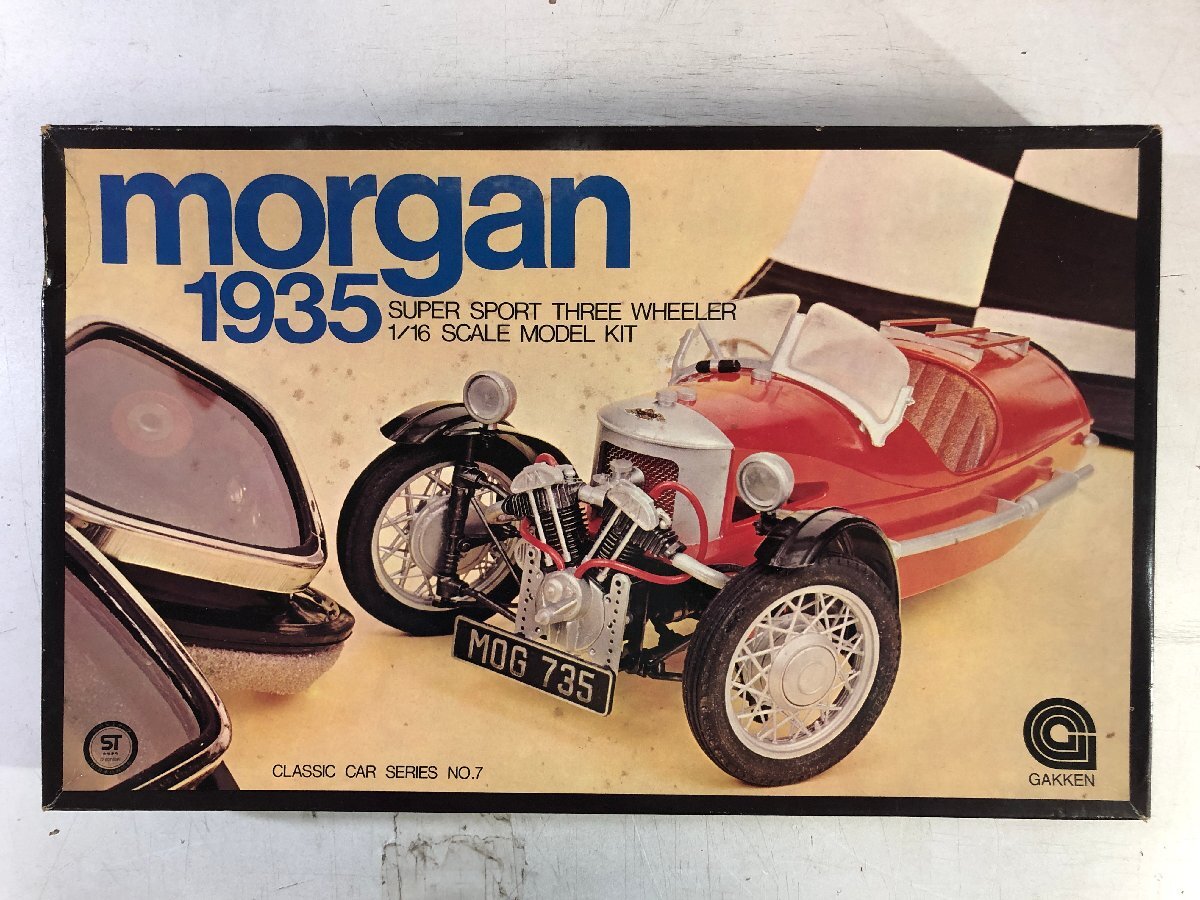 morgan
1935
SUPER SPORT THREE WHEELER
1/16 SCALE MODEL KIT
MOG 735
ST
CLASSIC CAR SERIES NO.7
GAKKEN